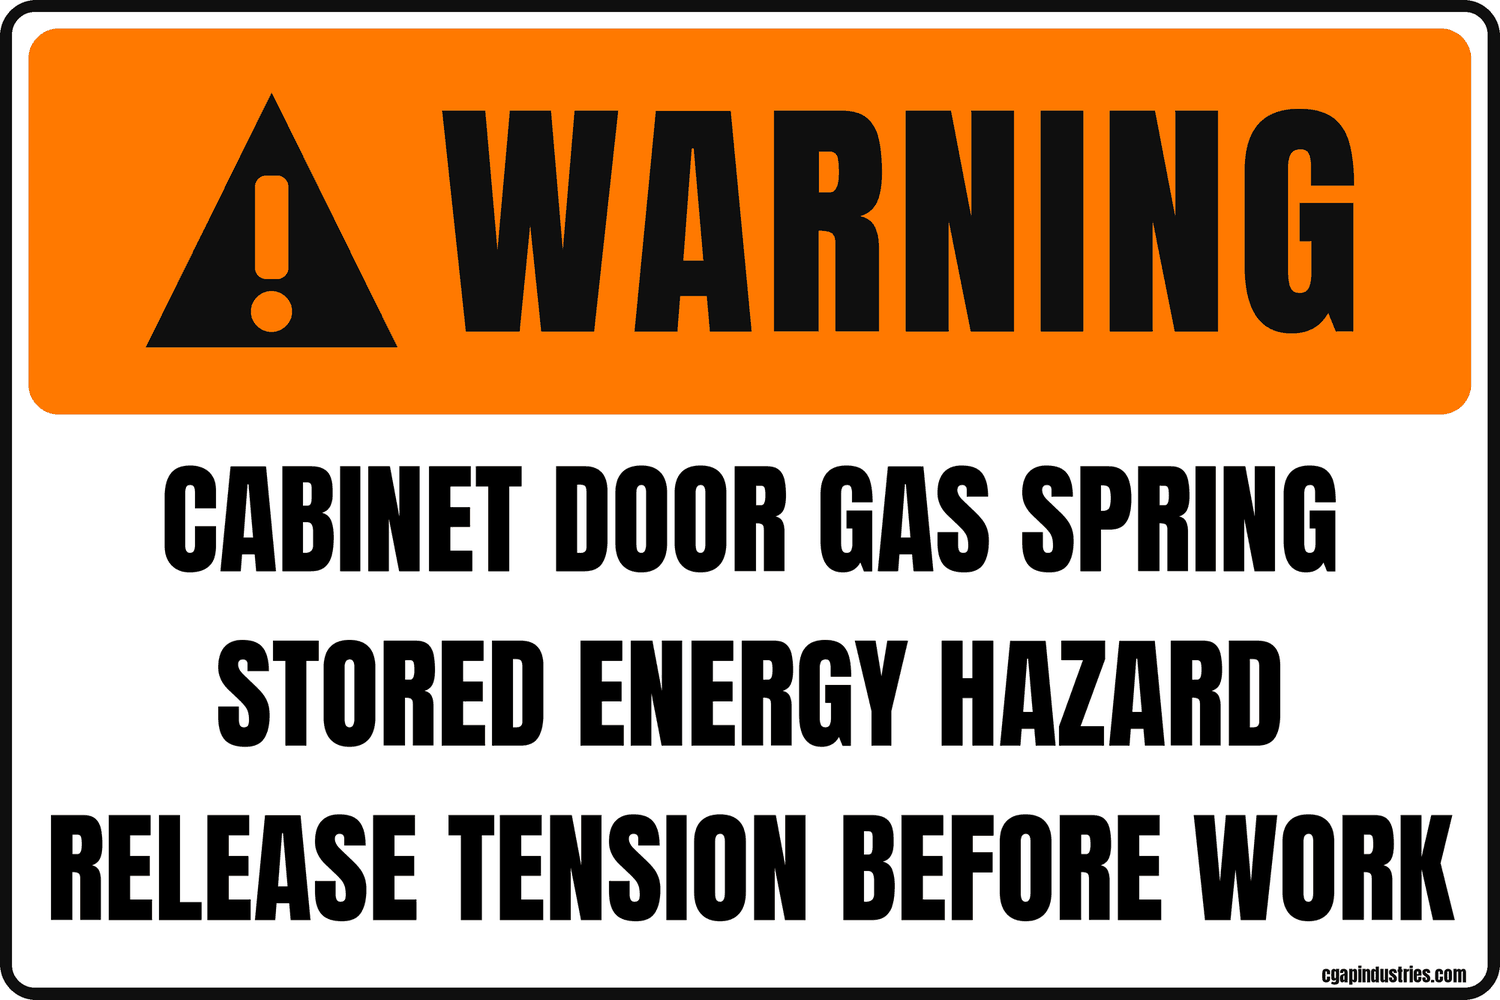 WARNING
CABINET DOOR GAS SPRING
STORED ENERGY HAZARD
RELEASE TENSION BEFORE WORK
cgapindustries.com